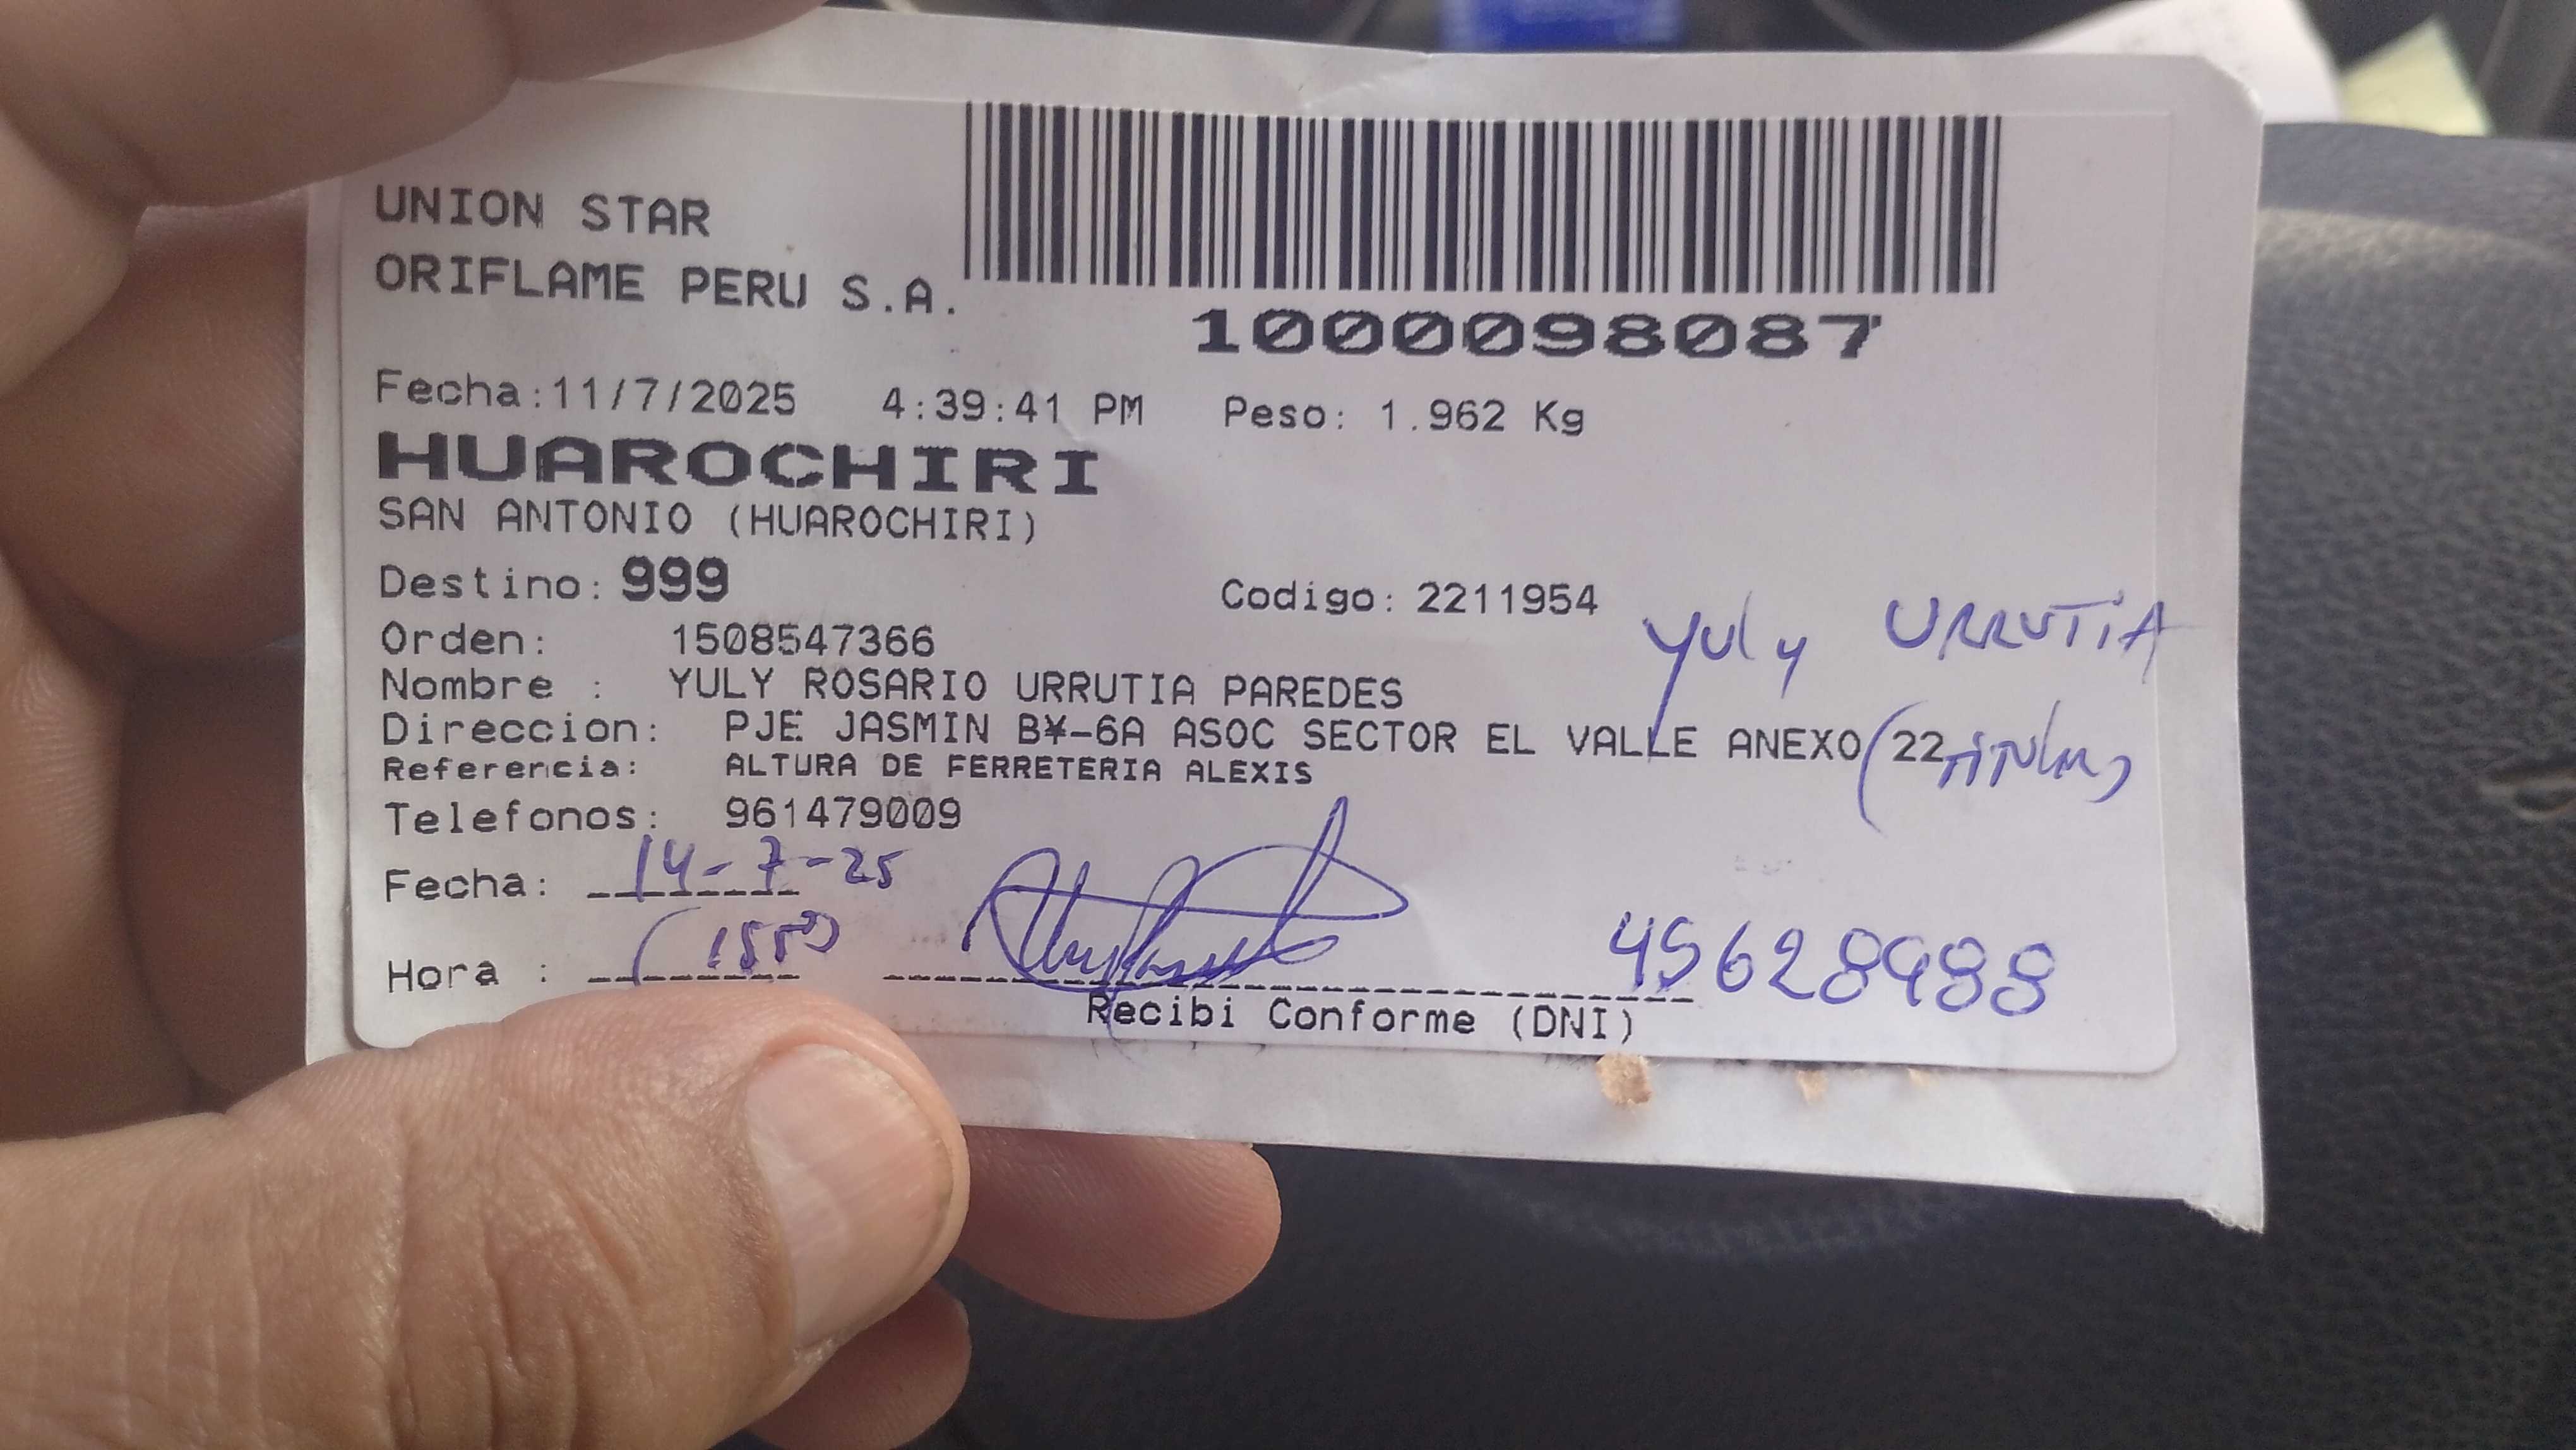 UNION STAR
ORIFLAME PERU S.A.
1000098087
Fecha:11/7/2025 4:39:41 PM Peso: 1.962 Kg
HUAROCHIRI
SAN ANTONIO (HUAROCHIRI)
Destino: 999 Codigo: 2211954
Orden: 1508547366
yuly URRUTIA
Nombre : YULY ROSARIO URRUTIA PAREDES
Direccion: PJE JASMIN B¥-6A ASOC SECTOR EL VALLE ANEXO 22
(TiTULAR)
Referencia: ALTURA DE FERRETERIA ALEXIS
Telefonos: 961479009
Fecha: 14-7-25
Hora :
45628988
Recibi Conforme (DNI)